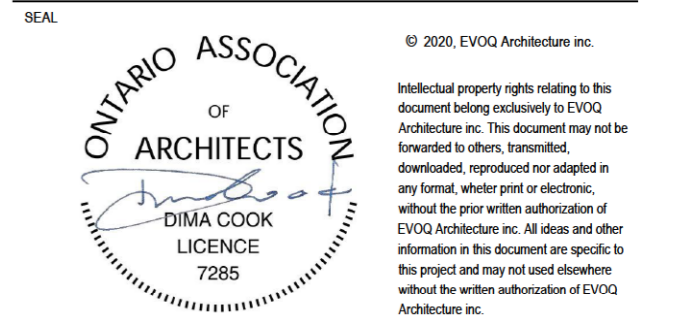 SEAL
ONTARIO ASSOCIATION
OF
ARCHITECTS
DIMA COOK
LICENCE
7285
© 2020, EVOQ Architecture inc.
Intellectual property rights relating to this
document belong exclusively to EVOQ
Architecture inc. This document may not be
forwarded to others, transmitted,
downloaded, reproduced nor adapted in
any format, wheter print or electronic,
without the prior written authorization of
EVOQ Architecture inc. All ideas and other
information in this document are specific to
this project and may not used elsewhere
without the written authorization of EVOQ
Architecture inc.